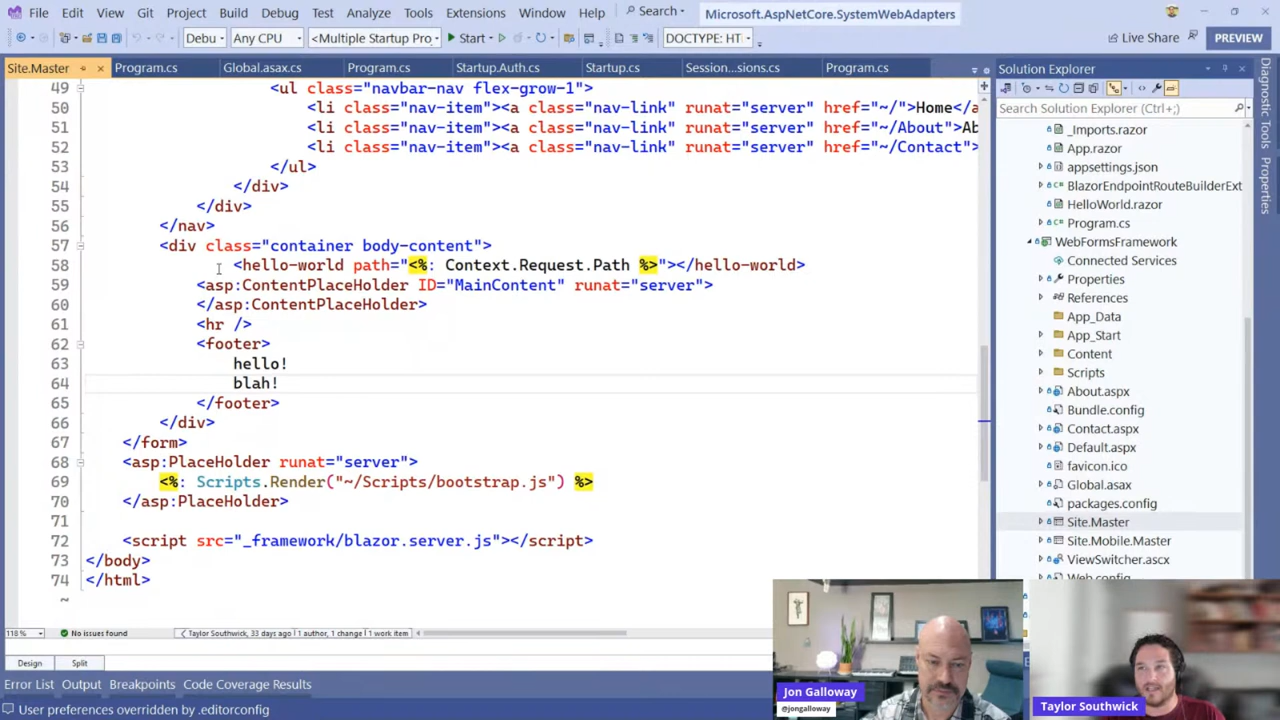 File Edit View Git Project Build Debug Test Analyze Tools Extensions Window Help Search Microsoft.AspNetCore.SystemWebAdapters
Debu Any CPU <Multiple Startup Pro Start DOCTYPE: HT Live Share PREVIEW
Site.Master Program.cs Global.asax.cs Program.cs Startup.Auth.cs Startup.cs Session...sions.cs Program.cs
49 <ul class="navbar-nav flex-grow-1">
50 <li class="nav-item"><a class="nav-link" runat="server" href="~/">Home</a
51 <li class="nav-item"><a class="nav-link" runat="server" href="~/About">Ab
52 <li class="nav-item"><a class="nav-link" runat="server" href="~/Contact">
53 </ul>
54 </div>
55 </div>
56 </nav>
57 <div class="container body-content">
58 <hello-world path="<%: Context.Request.Path %>"></hello-world>
59 <asp:ContentPlaceHolder ID="MainContent" runat="server">
60 </asp:ContentPlaceHolder>
61 <hr />
62 <footer>
63 hello!
64 blah!
65 </footer>
66 </div>
67 </form>
68 <asp:PlaceHolder runat="server">
69 <%: Scripts.Render("~/Scripts/bootstrap.js") %>
70 </asp:PlaceHolder>
71
72 <script src="_framework/blazor.server.js"></script>
73 </body>
74 </html>
~
118 % No issues found Taylor Southwick, 33 days ago | 1 author, 1 change | 1 work item
Design Split
Error List Output Breakpoints Code Coverage Results
User preferences overridden by .editorconfig
Solution Explorer
Search Solution Explorer (Ctrl+;)
_Imports.razor
App.razor
appsettings.json
BlazorEndpointRouteBuilderExt
HelloWorld.razor
Program.cs
WebFormsFramework
Connected Services
Properties
References
App_Data
App_Start
Content
Scripts
About.aspx
Bundle.config
Contact.aspx
Default.aspx
favicon.ico
Global.asax
packages.config
Site.Master
Site.Mobile.Master
ViewSwitcher.ascx
Web.config
Diagnostic Tools
Properties
Jon Galloway
@jongalloway
Taylor Southwick